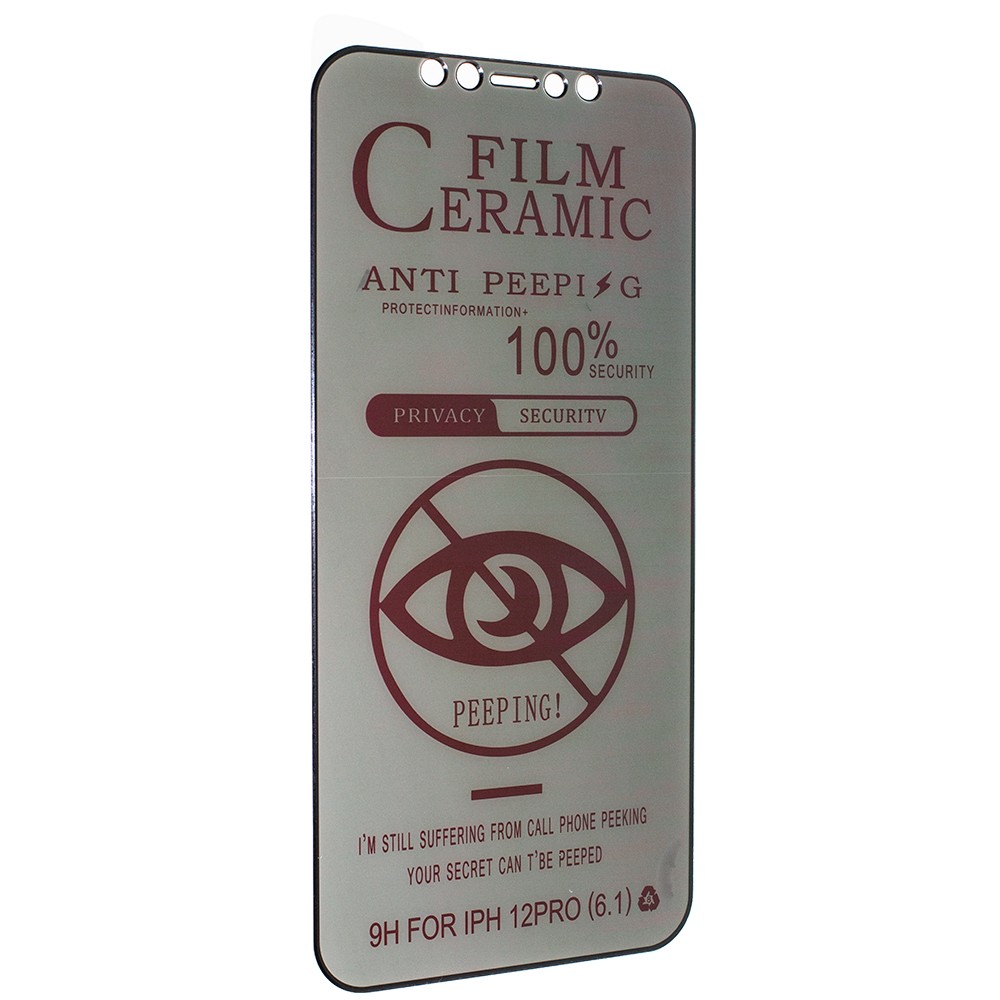 FILM
CERAMIC
ANTI PEEPI⚡G
PROTECTINFORMATION+
100%
SECURITY
PRIVACY SECURITV
PEEPING!
I'M STILL SUFFERING FROM CALL PHONE PEEKING
YOUR SECRET CAN T'BE PEEPED
9H FOR IPH 12PRO (6.1)